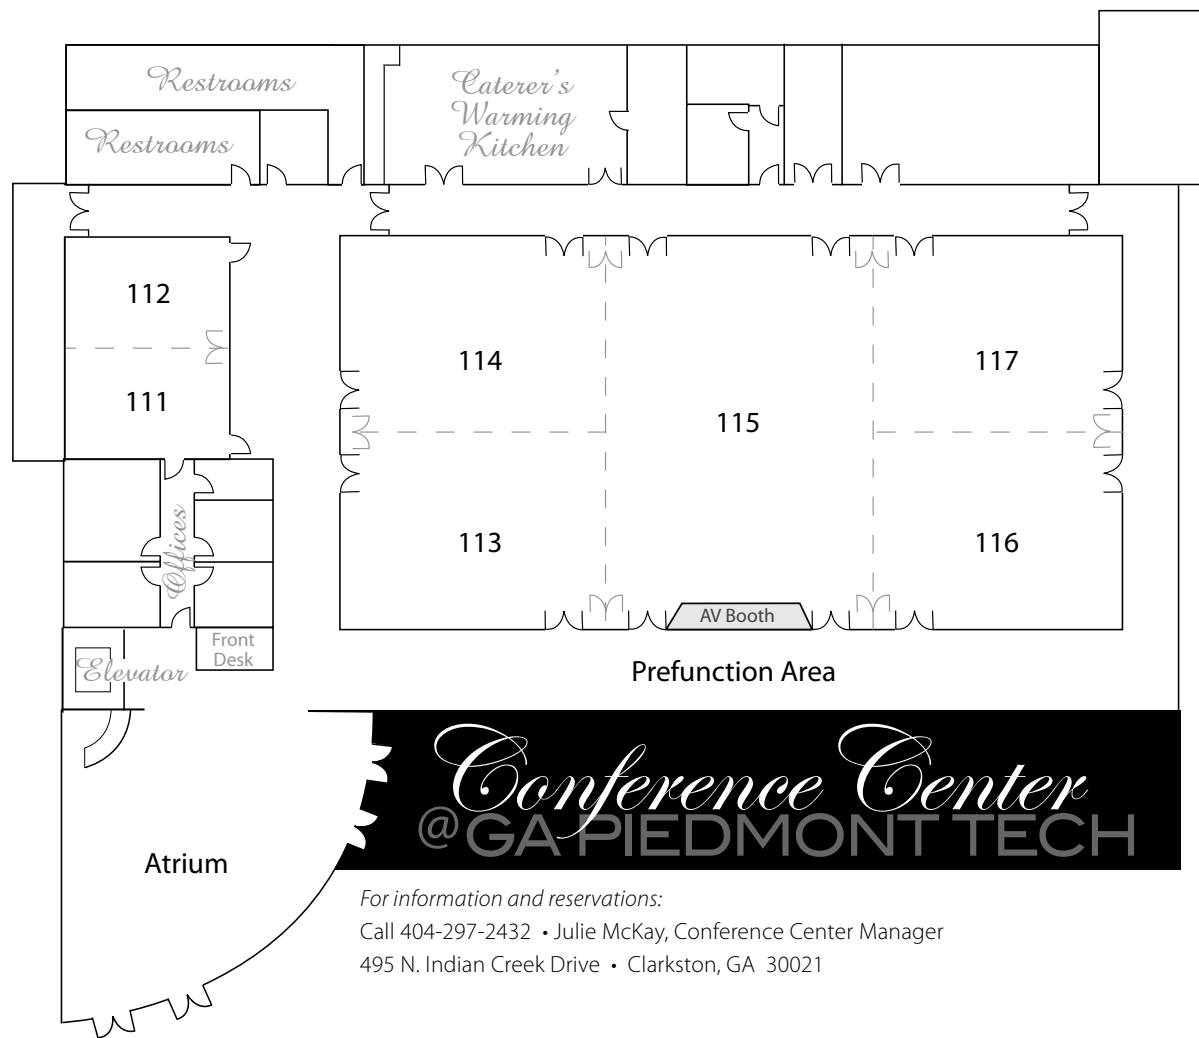 Restrooms
Restrooms
Caterer's
Warming
Kitchen
112
111
114
117
115
113
116
Offices
AV Booth
Front
Desk
Elevator
Prefunction Area
Conference Center
@GA PIEDMONT TECH
Atrium
For information and reservations:
Call 404-297-2432 • Julie McKay, Conference Center Manager
495 N. Indian Creek Drive • Clarkston, GA 30021